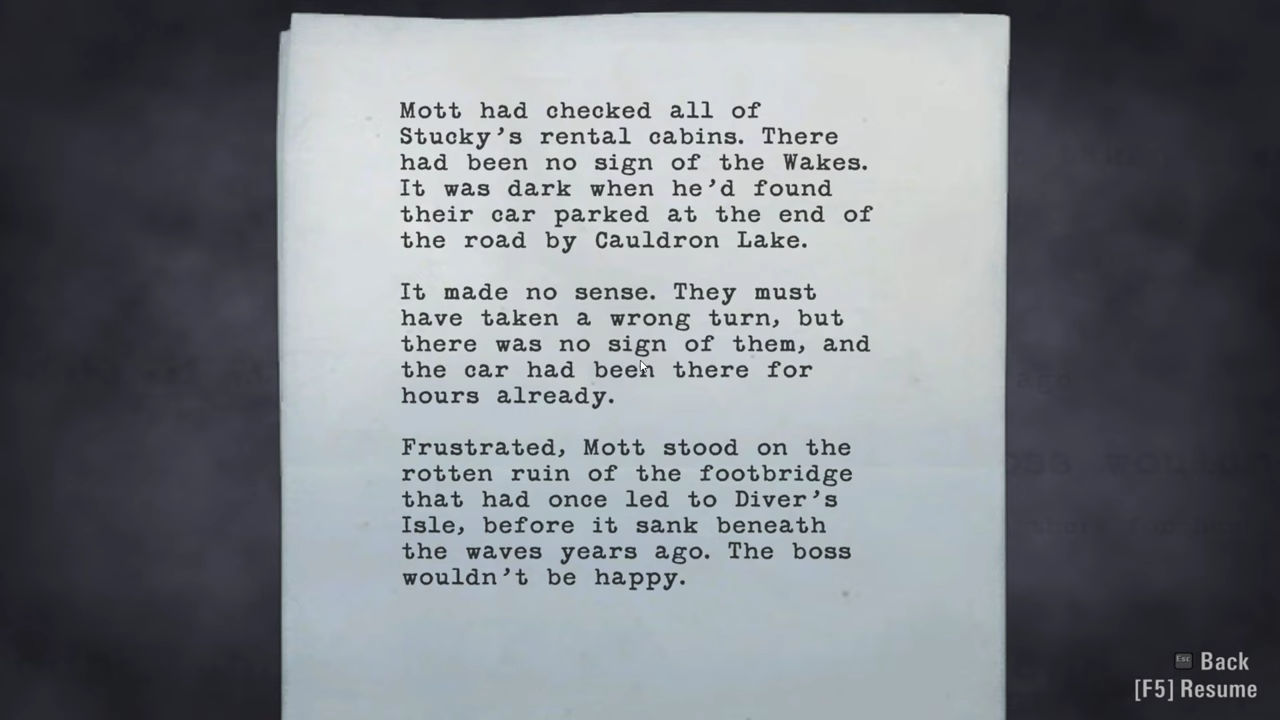 Mott had checked all of
Stucky's rental cabins. There
had been no sign of the Wakes.
It was dark when he'd found
their car parked at the end of
the road by Cauldron Lake.
It made no sense. They must
have taken a wrong turn, but
there was no sign of them, and
the car had been there for
hours already.
Frustrated, Mott stood on the
rotten ruin of the footbridge
that had once led to Diver's
Isle, before it sank beneath
the waves years ago. The boss
wouldn't be happy.
Esc Back
[F5] Resume